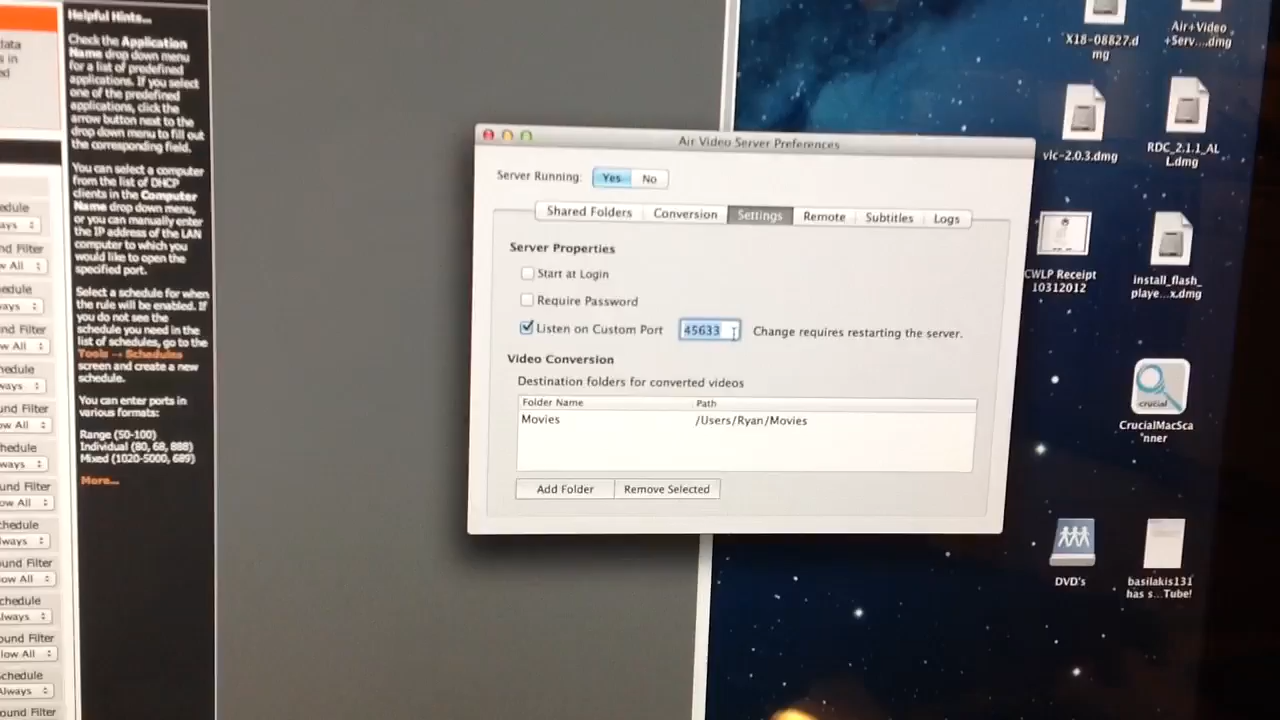 Helpful Hints...
Check the Application
Name drop down menu
for a list of predefined
applications. If you select
one of the predefined
applications, click the
arrow button next to the
drop down menu to fill out
the corresponding field.
You can select a computer
from the list of DHCP
clients in the Computer
Name drop down menu,
or you can manually enter
the IP address of the LAN
computer to which you
would like to open the
specified port.
Select a schedule for when
the rule will be enabled. If
you do not see the
schedule you need in the
list of schedules, go to the
Tools → Schedules
screen and create a new
schedule.
You can enter ports in
various formats:
Range (50-100)
Individual (80, 68, 888)
Mixed (1020-5000, 689)
More...
Air Video Server Preferences
Server Running: Yes No
Shared Folders Conversion Settings Remote Subtitles Logs
Server Properties
Start at Login
Require Password
Listen on Custom Port 45633 Change requires restarting the server.
Video Conversion
Destination folders for converted videos
Folder Name Path
Movies /Users/Ryan/Movies
Add Folder Remove Selected
X18-08827.d
mg
Air+Video
+Serv....dmg
vlc-2.0.3.dmg
RDC_2.1.1_AL
L.dmg
CWLP Receipt
10312012
install_flash_
playe...x.dmg
CRUCIAL
CrucialMacSca
nner
DVD's
basilakis131
has s...Tube!